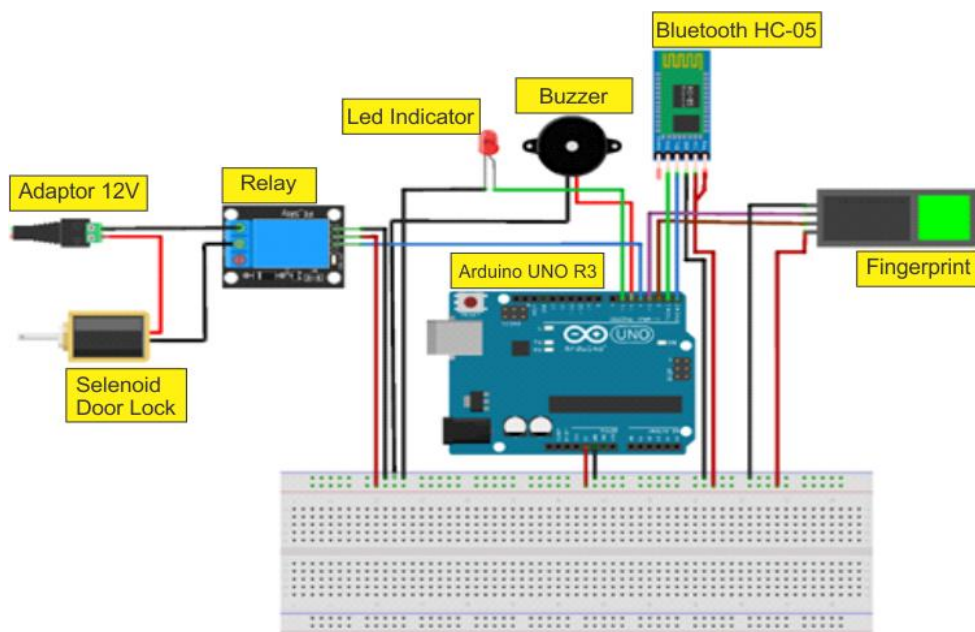 Bluetooth HC-05
Buzzer
Led Indicator
Adaptor 12V
Relay
Arduino UNO R3
Fingerprint
UNO
Selenoid
Door Lock